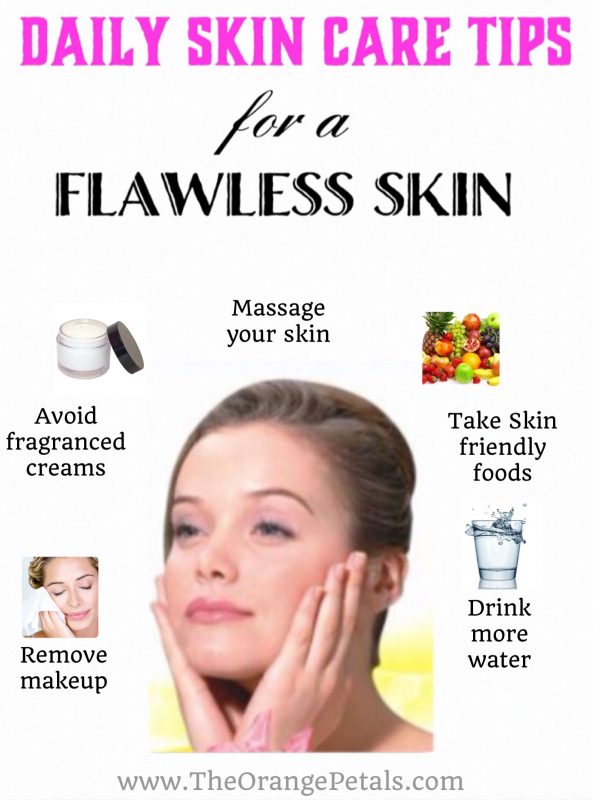 DAILY SKIN CARE TIPS
for a
FLAWLESS SKIN
Massage
your skin
Avoid
fragranced
creams
Take Skin
friendly
foods
Remove
makeup
Drink
more
water
www.TheOrangePetals.com